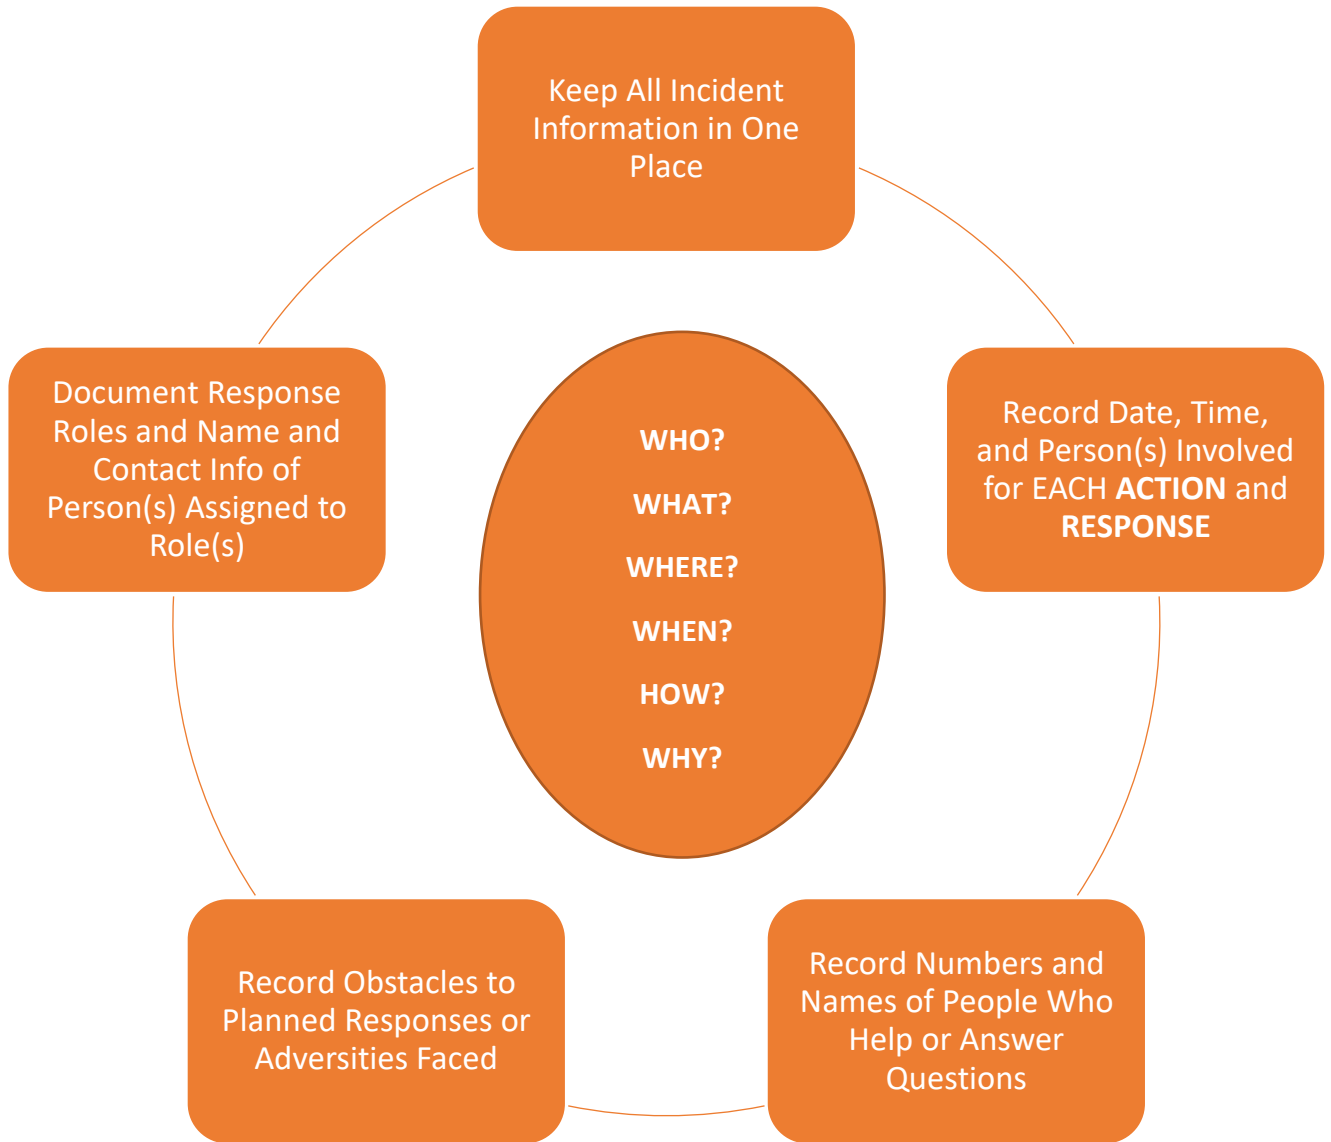 Keep All Incident
Information in One
Place
Document Response
Roles and Name and
Contact Info of
Person(s) Assigned to
Role(s)
WHO?
WHAT?
WHERE?
WHEN?
HOW?
WHY?
Record Date, Time,
and Person(s) Involved
for EACH ACTION and
RESPONSE
Record Obstacles to
Planned Responses or
Adversities Faced
Record Numbers and
Names of People Who
Help or Answer
Questions